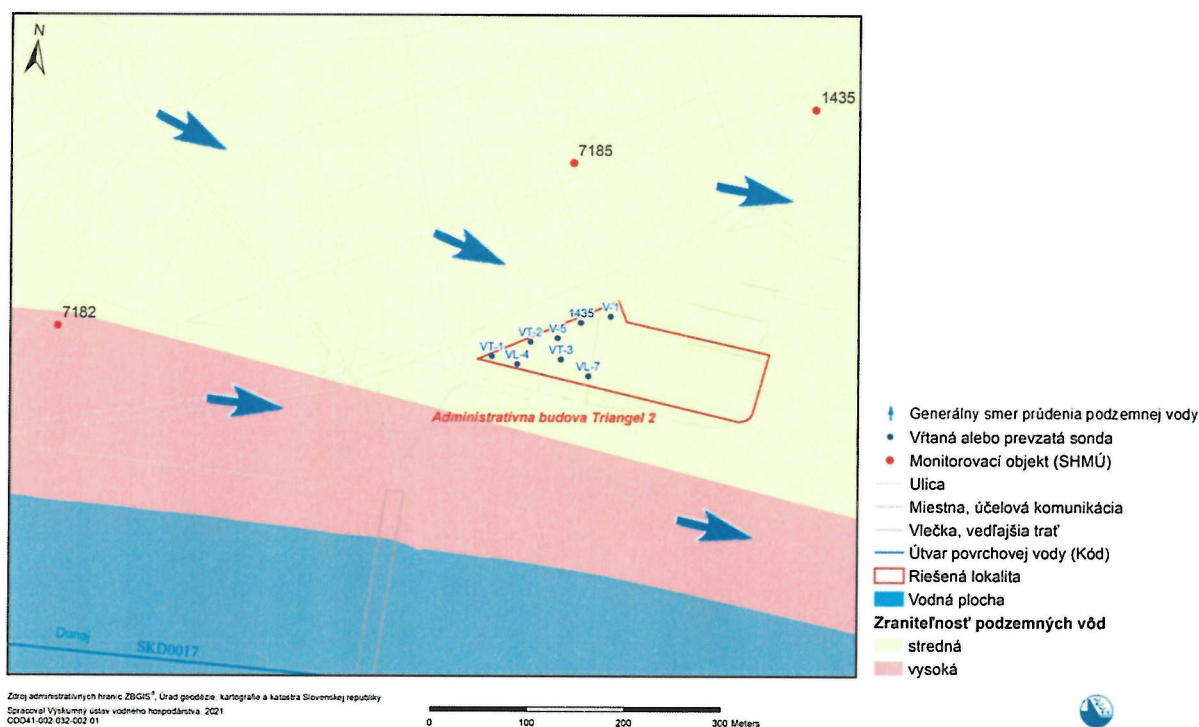 N
1435
7185
7182
V-1
1435
V-5
VT-2
VT-1
VT-3
VL-4
VL-7
Administratívna budova Triangel 2
Dunaj
SKD0017
Generálny smer prúdenia podzemnej vody
Vŕtaná alebo prevzatá sonda
Monitorovací objekt (SHMÚ)
Ulica
Miestna, účelová komunikácia
Vlečka, vedľajšia trať
Útvar povrchovej vody (Kód)
Riešená lokalita
Vodná plocha
Zraniteľnosť podzemných vôd
stredná
vysoká
Zdroj administratívnych hraníc ZBGIS®, Úrad geodézie, kartografie a katastra Slovenskej republiky
Spracoval Výskumný ústav vodného hospodárstva, 2021
0 100 200 300 Meters